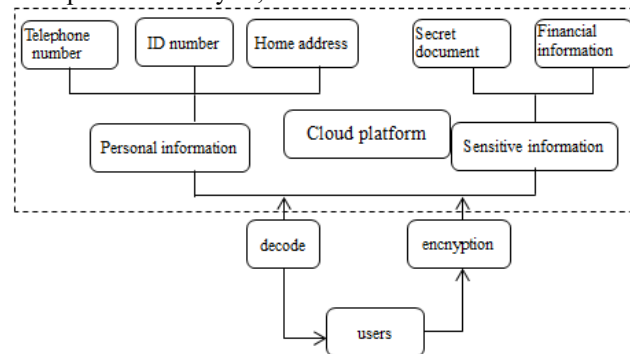 Telephone
number
ID number
Home address
Secret
document
Financial
information
Personal information
Cloud platform
Sensitive information
decode
encnyption
users